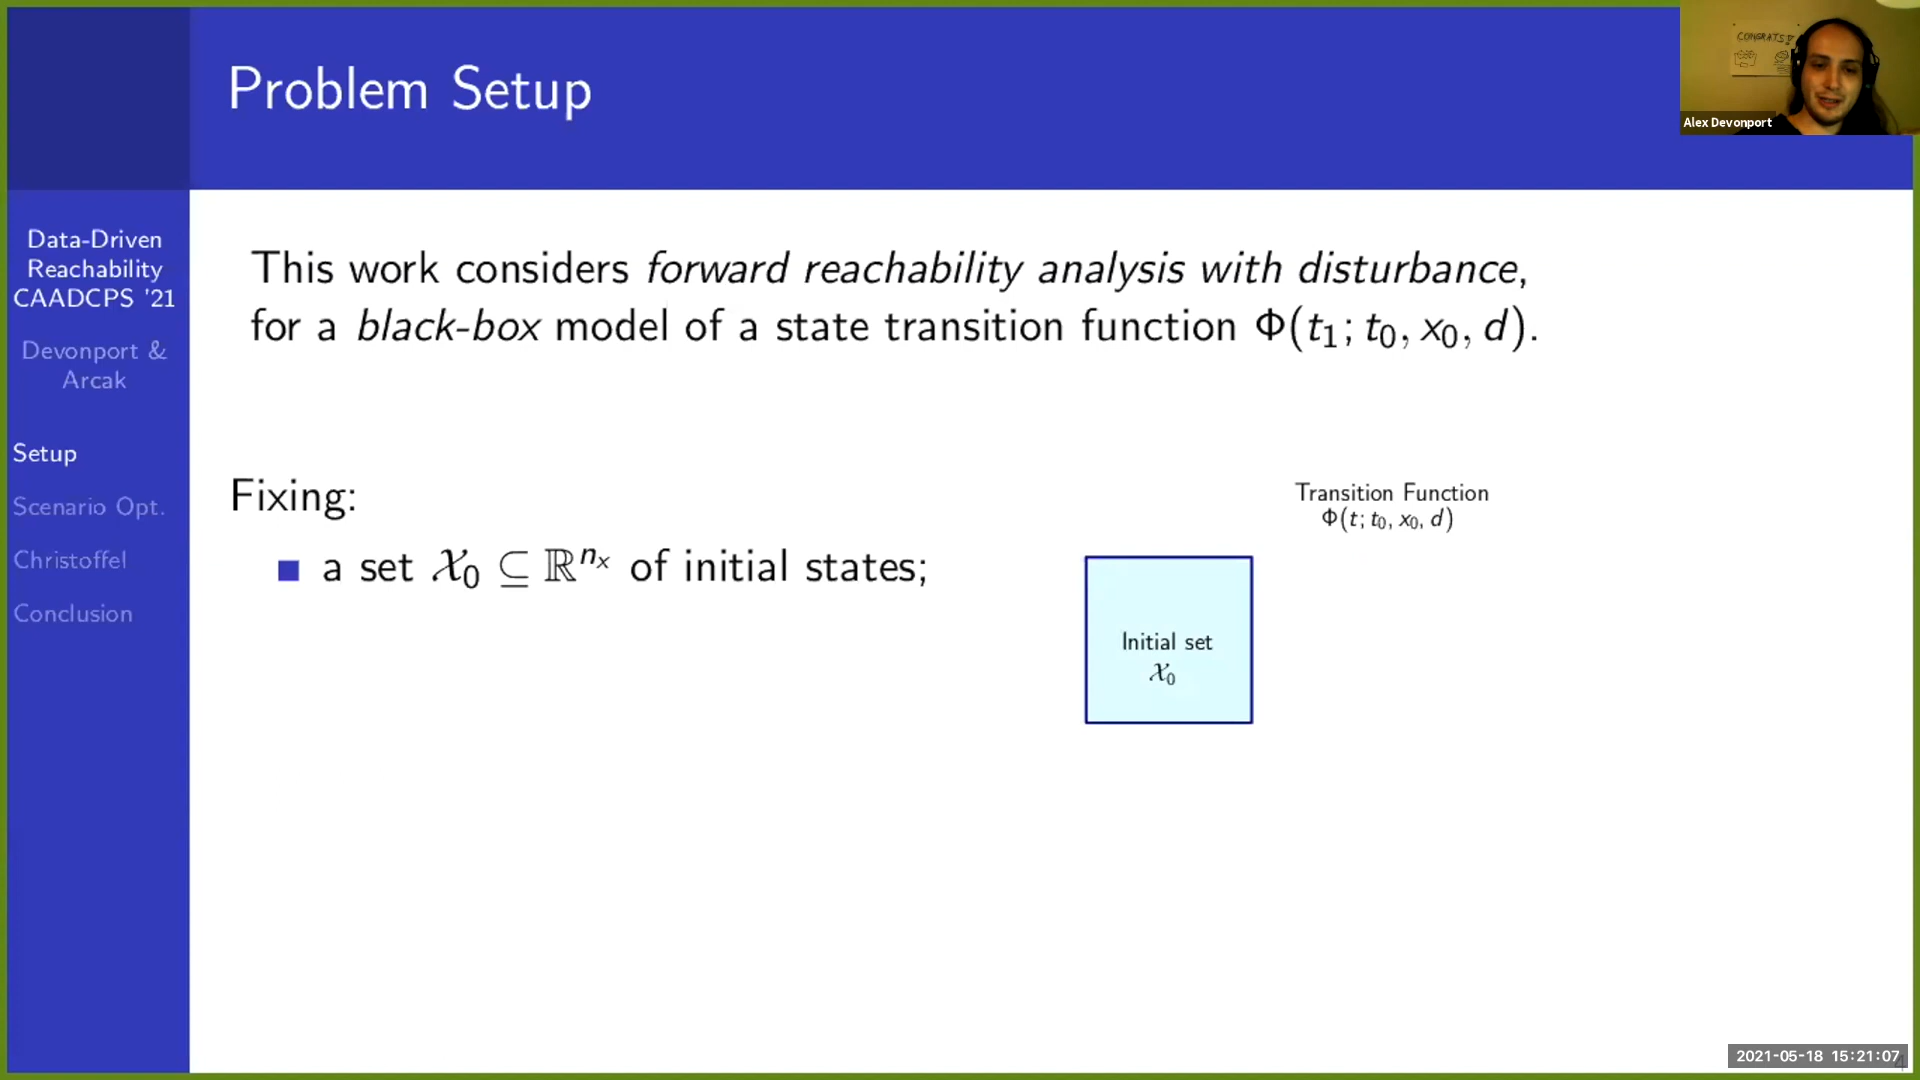 Problem Setup
CONGRATS!
Alex Devonport
Data-Driven
Reachability
CAADCPS '21
Devonport &
Arcak
Setup
Scenario Opt.
Christoffel
Conclusion
This work considers forward reachability analysis with disturbance,
for a black-box model of a state transition function Φ(t₁; t₀, x₀, d).
Fixing:
a set 𝒳₀ ⊆ ℝⁿˣ of initial states;
Transition Function
Φ(t; t₀, x₀, d)
Initial set
𝒳₀
2021-05-18 15:21:07
4